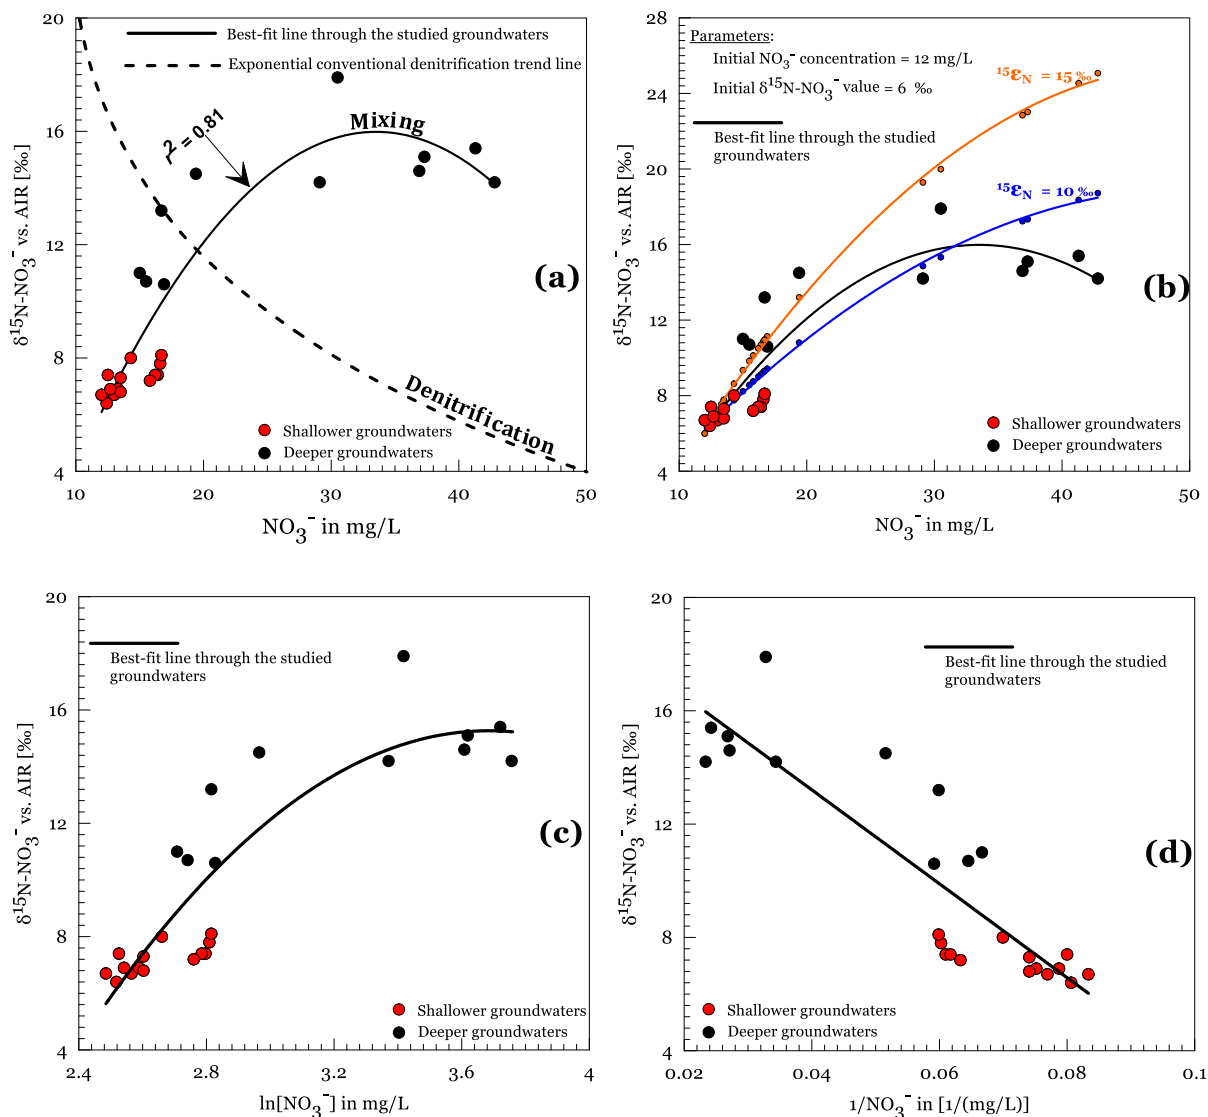 20
16
12
8
4
10
20
30
40
50
δ¹⁵N-NO₃⁻ vs. AIR [‰]
NO₃⁻ in mg/L
Best-fit line through the studied groundwaters
Exponential conventional denitrification trend line
r² = 0.81
Mixing
(a)
Denitrification
Shallower groundwaters
Deeper groundwaters
28
24
20
16
12
8
4
10
20
30
40
50
δ¹⁵N-NO₃⁻ vs. AIR [‰]
NO₃⁻ in mg/L
Parameters:
Initial NO₃⁻ concentration = 12 mg/L
Initial δ¹⁵N-NO₃⁻ value = 6 ‰
Best-fit line through the studied
groundwaters
¹⁵ε_N = 15 ‰
¹⁵ε_N = 10 ‰
(b)
Shallower groundwaters
Deeper groundwaters
20
16
12
8
4
2.4
2.8
3.2
3.6
4
δ¹⁵N-NO₃⁻ vs. AIR [‰]
ln[NO₃⁻] in mg/L
Best-fit line through the studied
groundwaters
(c)
Shallower groundwaters
Deeper groundwaters
20
16
12
8
4
0.02
0.04
0.06
0.08
0.1
δ¹⁵N-NO₃⁻ vs. AIR [‰]
1/NO₃⁻ in [1/(mg/L)]
Best-fit line through the studied
groundwaters
(d)
Shallower groundwaters
Deeper groundwaters